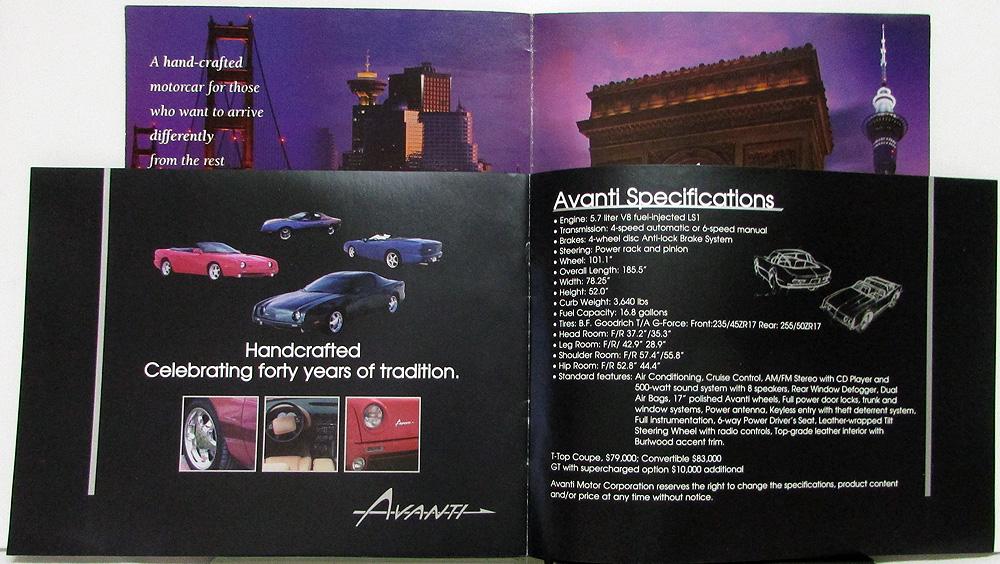 A hand-crafted
motorcar for those
who want to arrive
differently
from the rest
Handcrafted
Celebrating forty years of tradition.
AVANTI
Avanti Specifications
• Engine: 5.7 liter V8 fuel-injected LS1
• Transmission: 4-speed automatic or 6-speed manual
• Brakes: 4-wheel disc Anti-lock Brake System
• Steering: Power rack and pinion
• Wheel: 101.1"
• Overall Length: 185.5"
• Width: 78.25"
• Height: 52.0"
• Curb Weight: 3,640 lbs
• Fuel Capacity: 16.8 gallons
• Tires: B.F. Goodrich T/A G-Force: Front:235/45ZR17 Rear: 255/50ZR17
• Head Room: F/R 37.2"/35.3"
• Leg Room: F/R/ 42.9" 28.9"
• Shoulder Room: F/R 57.4"/55.8"
• Hip Room: F/R 52.8" 44.4"
• Standard features: Air Conditioning, Cruise Control, AM/FM Stereo with CD Player and
500-watt sound system with 8 speakers, Rear Window Defogger, Dual
Air Bags, 17" polished Avanti wheels, Full power door locks, trunk and
window systems, Power antenna, Keyless entry with theft deterrent system,
Full instrumentation, 6-way Power Driver's Seat, Leather-wrapped Tilt
Steering Wheel with radio controls, Top-grade leather interior with
Burlwood accent trim.
T-Top Coupe, $79,000; Convertible $83,000
GT with supercharged option $10,000 additional
Avanti Motor Corporation reserves the right to change the specifications, product content
and/or price at any time without notice.